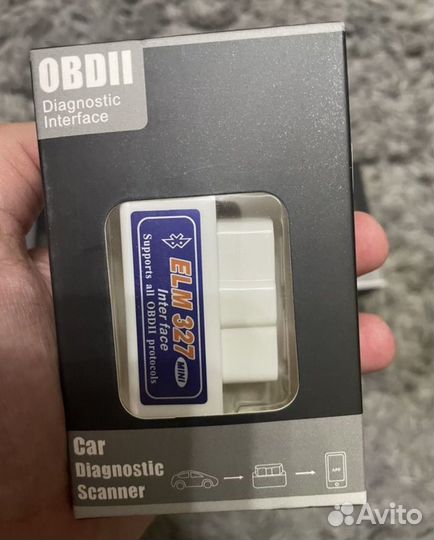 OBDII
Diagnostic
Interface
ELM 327
MINI
Interface
Supports all OBDII protocols
Car
Diagnostic
Scanner
APP
Avito